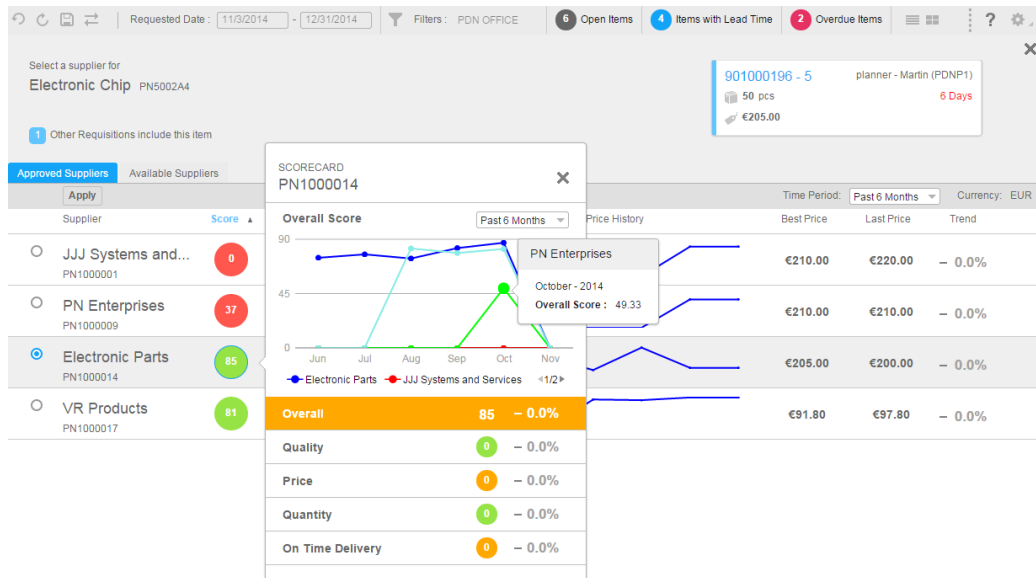 Requested Date : 11/3/2014 - 12/31/2014 Filters : PDN OFFICE 6 Open Items 4 Items with Lead Time 2 Overdue Items ?
Select a supplier for
Electronic Chip PN5002A4
1 Other Requisitions include this item
901000196 - 5 planner - Martin (PDNP1)
50 pcs 6 Days
€205.00
Approved Suppliers Available Suppliers
Apply Time Period: Past 6 Months Currency: EUR
Supplier Score Price History Best Price Last Price Trend
JJJ Systems and... 0 €210.00 €220.00 – 0.0%
PN1000001
PN Enterprises 37 €210.00 €210.00 – 0.0%
PN1000009
Electronic Parts 85 €205.00 €200.00 – 0.0%
PN1000014
VR Products 81 €91.80 €97.80 – 0.0%
PN1000017
SCORECARD
PN1000014
Overall Score Past 6 Months
90
45
0
Jun Jul Aug Sep Oct Nov
Electronic Parts JJJ Systems and Services 1/2
PN Enterprises
October - 2014
Overall Score : 49.33
Overall 85 – 0.0%
Quality 0 – 0.0%
Price 0 – 0.0%
Quantity 0 – 0.0%
On Time Delivery 0 – 0.0%